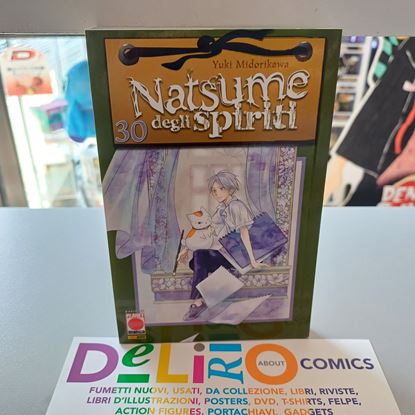 Yuki Midorikawa
Natsume
degli spiriti
30
DeLiRiO ABOUT COMICS
FUMETTI NUOVI, USATI, DA COLLEZIONE, LIBRI, RIVISTE,
LIBRI D'ILLUSTRAZIONI, POSTERS, DVD, T-SHIRTS, FELPE,
ACTION FIGURES, PORTACHIAVI, GADGETS